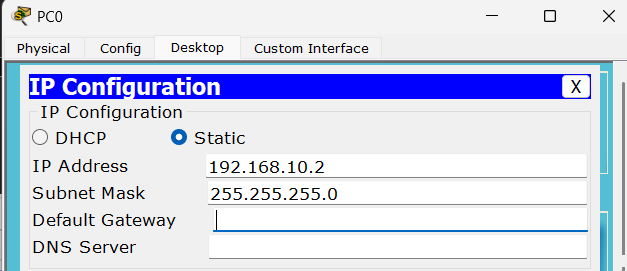 PC0
Physical Config Desktop Custom Interface
IP Configuration X
IP Configuration
DHCP Static
IP Address 192.168.10.2
Subnet Mask 255.255.255.0
Default Gateway
DNS Server